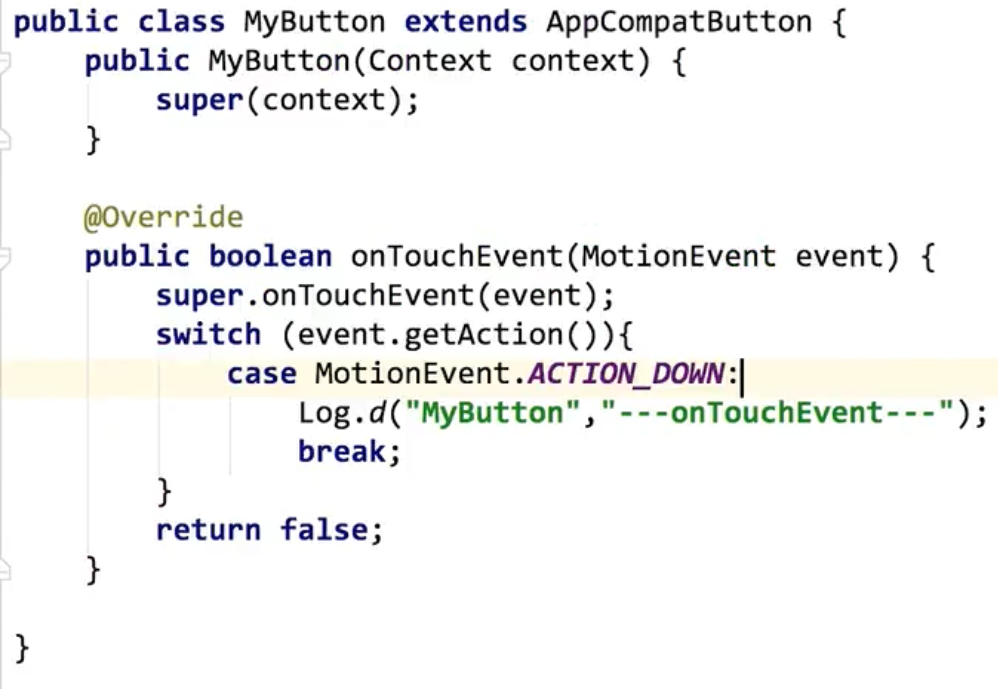 public class MyButton extends AppCompatButton {
    public MyButton(Context context) {
        super(context);
    }

    @Override
    public boolean onTouchEvent(MotionEvent event) {
        super.onTouchEvent(event);
        switch (event.getAction()){
            case MotionEvent.ACTION_DOWN:
                Log.d("MyButton","---onTouchEvent---");
                break;
        }
        return false;
    }

}